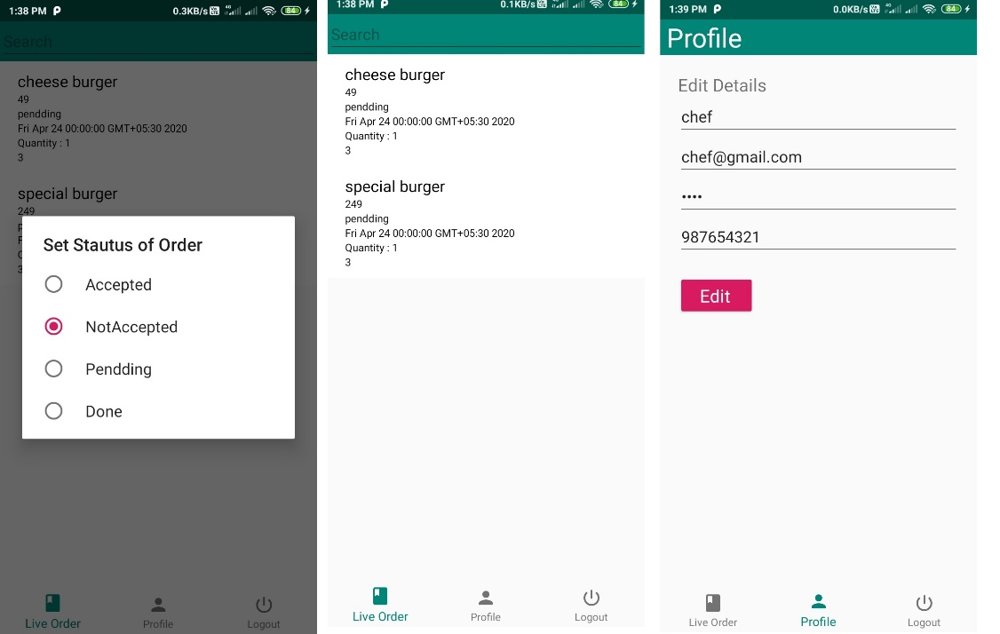 1:38 PM
0.3KB/s
84
Search
cheese burger
49
pendding
Fri Apr 24 00:00:00 GMT+05:30 2020
Quantity : 1
3
special burger
249
Set Stautus of Order
Accepted
NotAccepted
Pendding
Done
Live Order
Profile
Logout
1:38 PM
0.1KB/s
84
Search
cheese burger
49
pendding
Fri Apr 24 00:00:00 GMT+05:30 2020
Quantity : 1
3
special burger
249
pendding
Fri Apr 24 00:00:00 GMT+05:30 2020
Quantity : 1
3
Live Order
Profile
Logout
1:39 PM
0.0KB/s
84
Profile
Edit Details
chef
chef@gmail.com
••••
987654321
Edit
Live Order
Profile
Logout